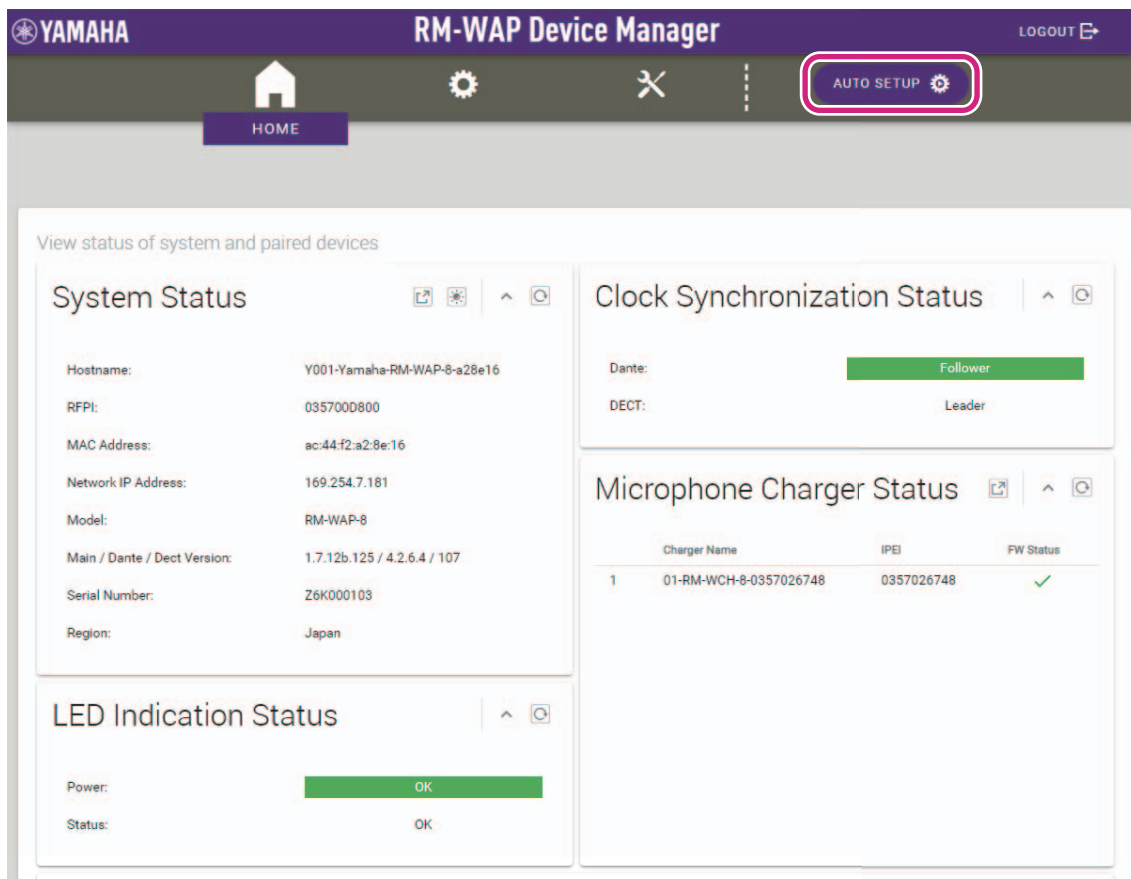 YAMAHA
RM-WAP Device Manager
LOGOUT
AUTO SETUP
HOME
View status of system and paired devices
System Status
Hostname: Y001-Yamaha-RM-WAP-8-a28e16
RFPI: 035700D800
MAC Address: ac:44:f2:a2:8e:16
Network IP Address: 169.254.7.181
Model: RM-WAP-8
Main / Dante / Dect Version: 1.7.12b.125 / 4.2.6.4 / 107
Serial Number: Z6K000103
Region: Japan
LED Indication Status
Power: OK
Status: OK
Clock Synchronization Status
Dante: Follower
DECT: Leader
Microphone Charger Status
Charger Name IPEI FW Status
1 01-RM-WCH-8-0357026748 0357026748